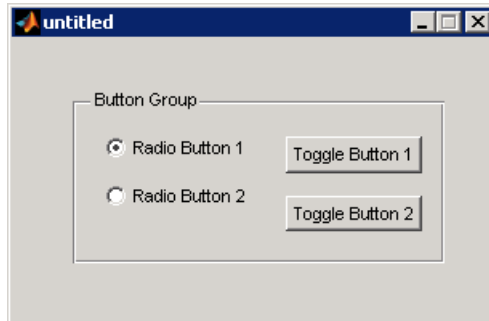 untitled
Button Group
Radio Button 1
Toggle Button 1
Radio Button 2
Toggle Button 2